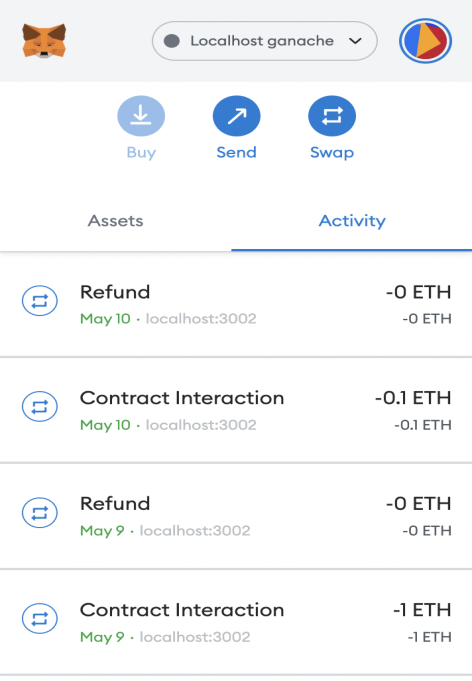 Localhost ganache
Buy Send Swap
Assets Activity
Refund -0 ETH
May 10 · localhost:3002 -0 ETH
Contract Interaction -0.1 ETH
May 10 · localhost:3002 -0.1 ETH
Refund -0 ETH
May 9 · localhost:3002 -0 ETH
Contract Interaction -1 ETH
May 9 · localhost:3002 -1 ETH